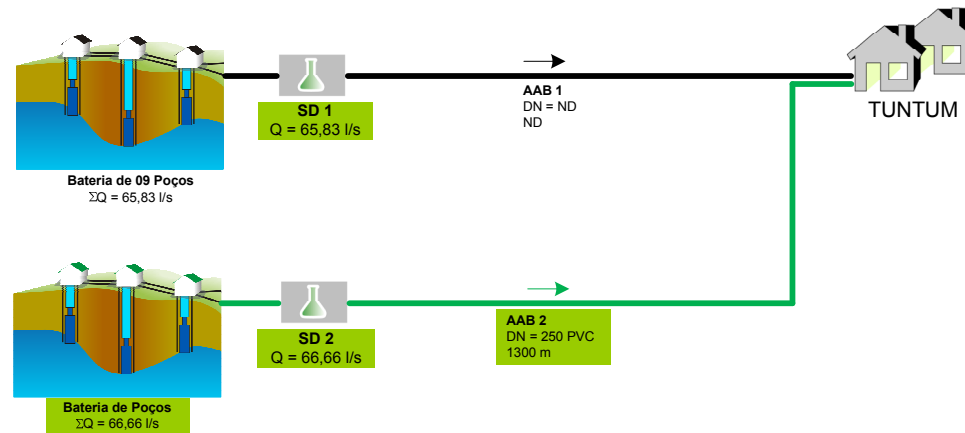 SD 1
Q = 65,83 l/s
AAB 1
DN = ND
ND
TUNTUM
Bateria de 09 Poços
ΣQ = 65,83 l/s
SD 2
Q = 66,66 l/s
AAB 2
DN = 250 PVC
1300 m
Bateria de Poços
ΣQ = 66,66 l/s